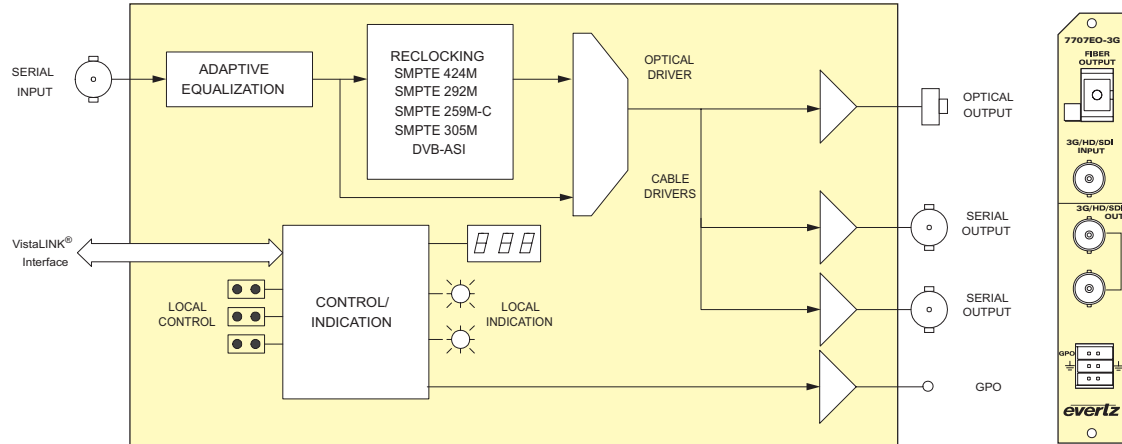 SERIAL
INPUT
ADAPTIVE
EQUALIZATION
RECLOCKING
SMPTE 424M
SMPTE 292M
SMPTE 259M-C
SMPTE 305M
DVB-ASI
OPTICAL
DRIVER
OPTICAL
OUTPUT
CABLE
DRIVERS
SERIAL
OUTPUT
SERIAL
OUTPUT
VistaLINK®
Interface
LOCAL
CONTROL
CONTROL/
INDICATION
LOCAL
INDICATION
GPO
7707EO-3G
FIBER
OUTPUT
3G/HD/SDI
INPUT
3G/HD/SDI
OUT
GPO
evertz